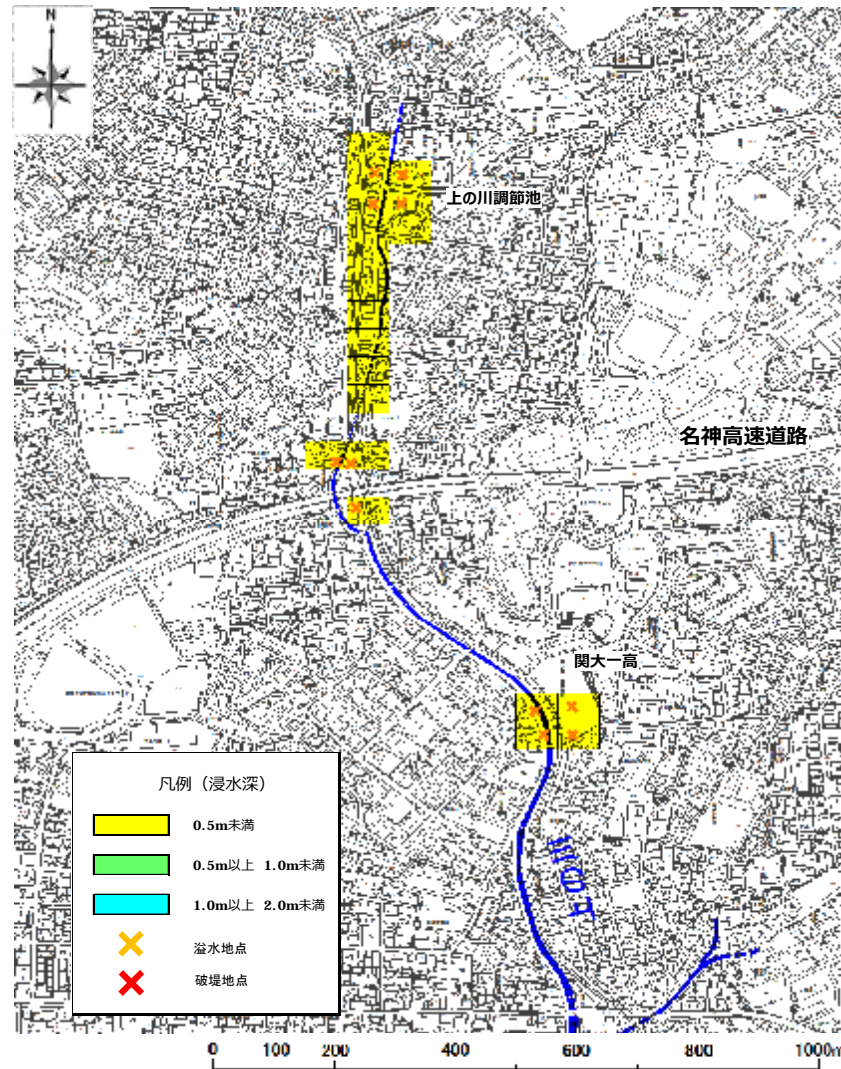 N
上の川調節池
名神高速道路
関大一高
凡例（浸水深）
0.5m未満
0.5m以上 1.0m未満
1.0m以上 2.0m未満
溢水地点
破堤地点
上の川
0 100 200 400 600 800 1000m